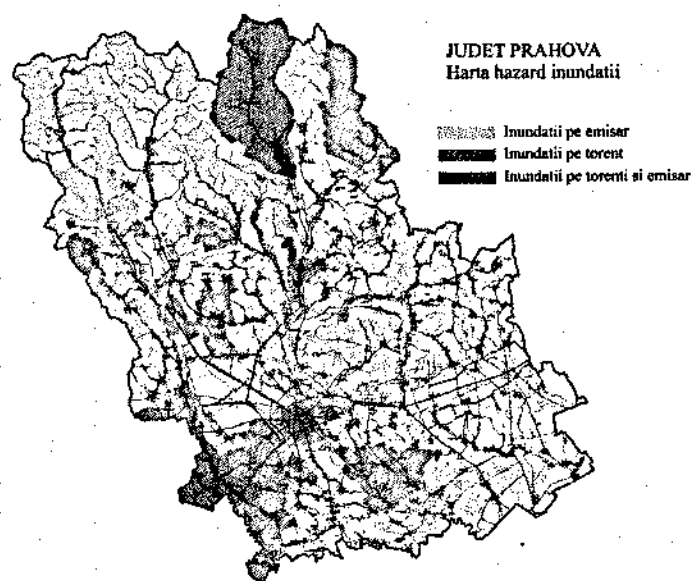 JUDET PRAHOVA
Harta hazard inundatii
Inundatii pe emisar
Inundatii pe torent
Inundatii pe torenti si emisar